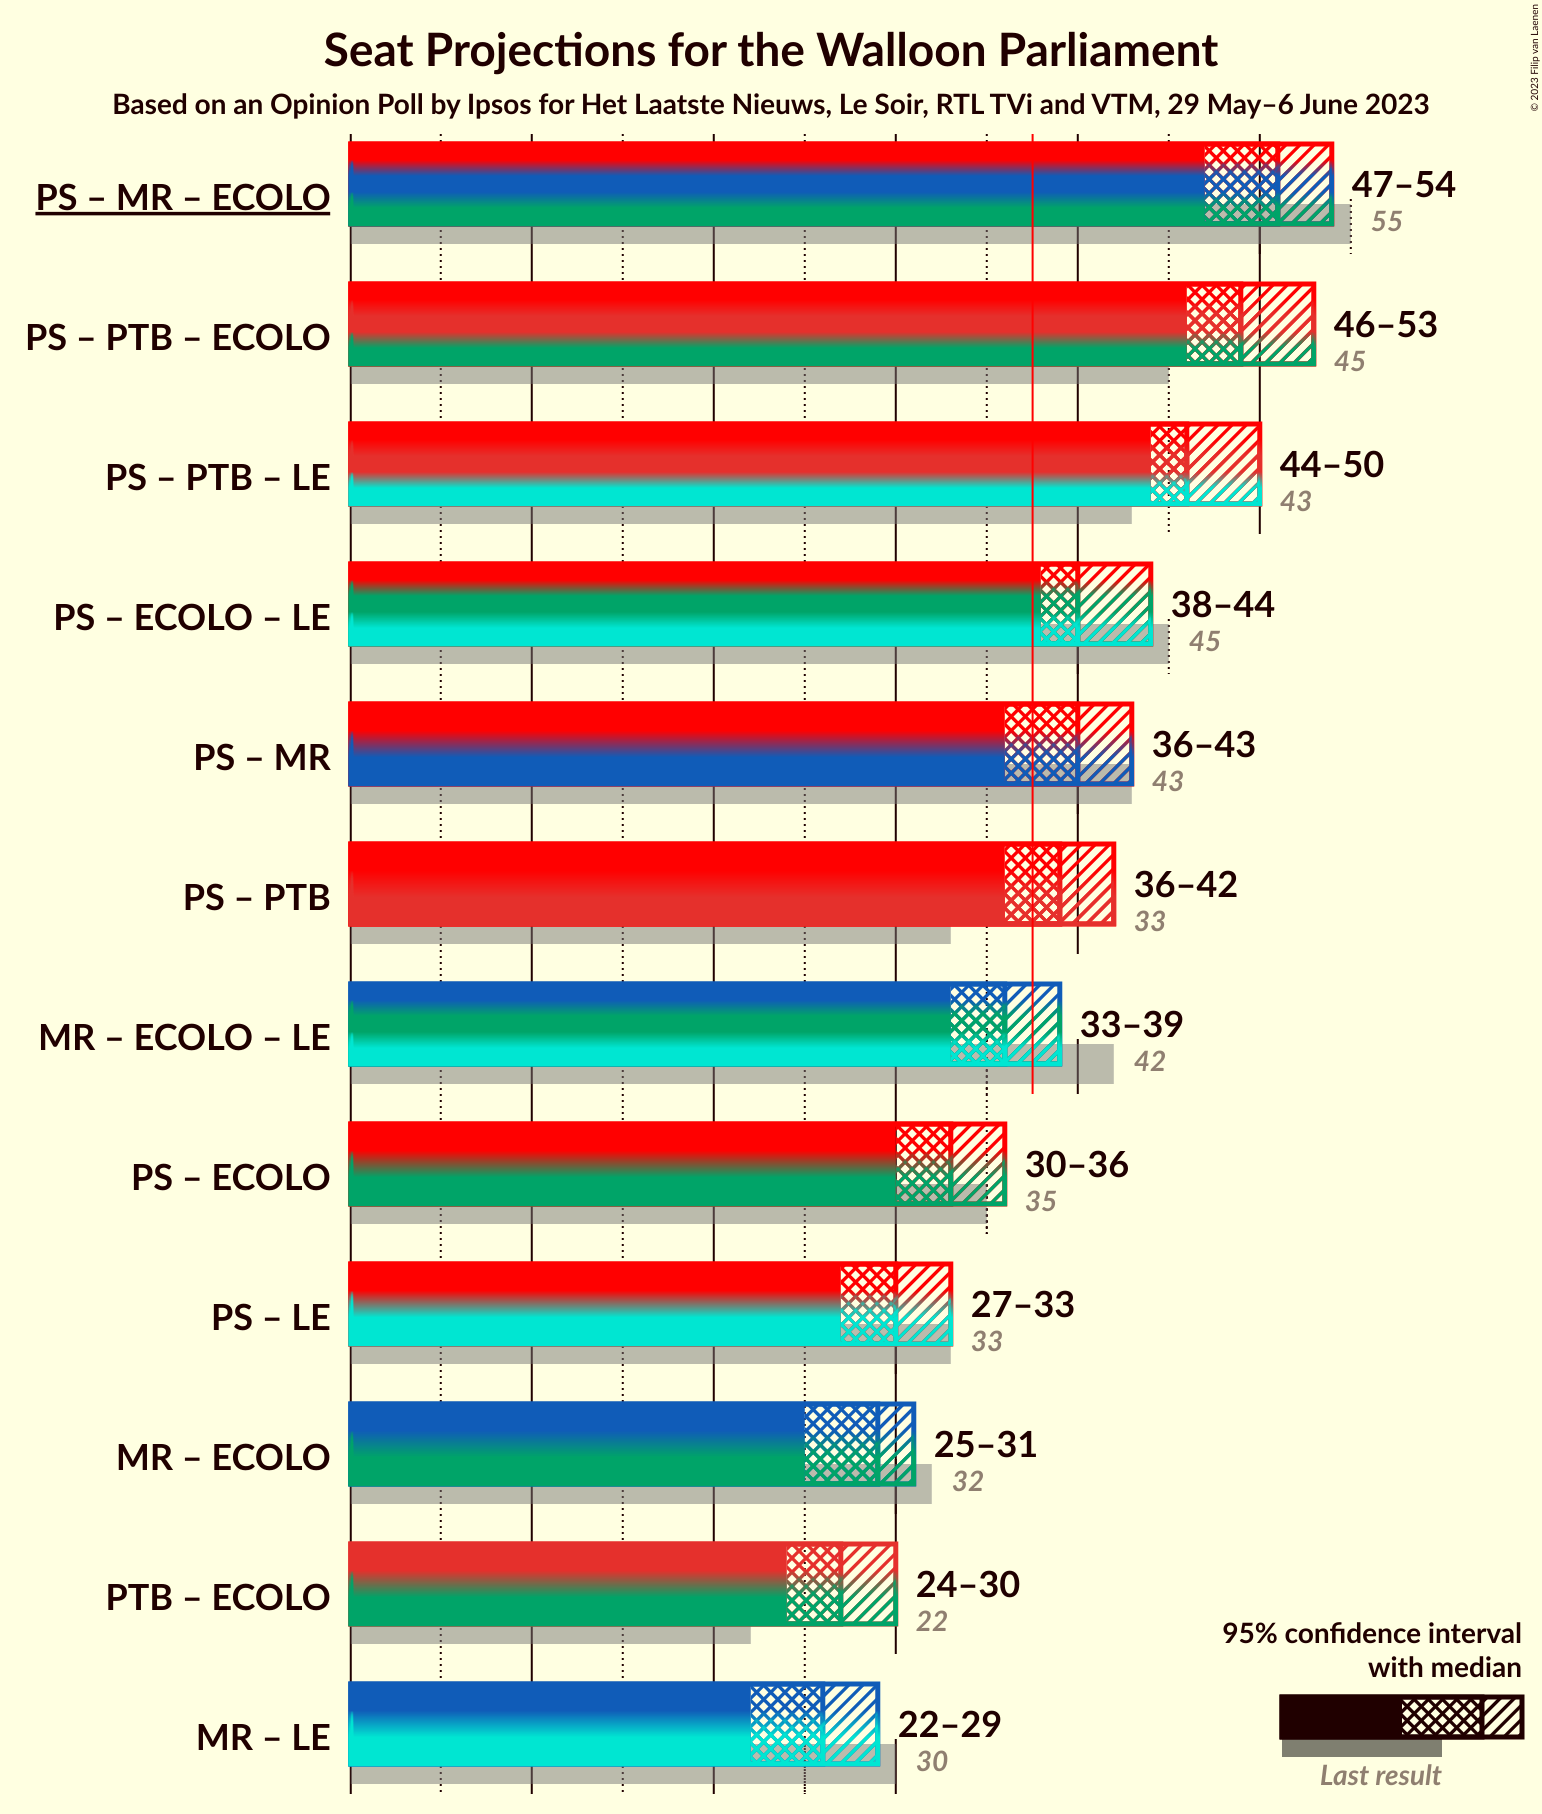 Seat Projections for the Walloon Parliament
Based on an Opinion Poll by Ipsos for Het Laatste Nieuws, Le Soir, RTL TVi and VTM, 29 May–6 June 2023
© 2023 Filip van Laenen
PS – MR – ECOLO
47–54
55
PS – PTB – ECOLO
46–53
45
PS – PTB – LE
44–50
43
PS – ECOLO – LE
38–44
45
PS – MR
36–43
43
PS – PTB
36–42
33
MR – ECOLO – LE
33–39
42
PS – ECOLO
30–36
35
PS – LE
27–33
33
MR – ECOLO
25–31
32
PTB – ECOLO
24–30
22
MR – LE
22–29
30
95% confidence interval
with median
Last result